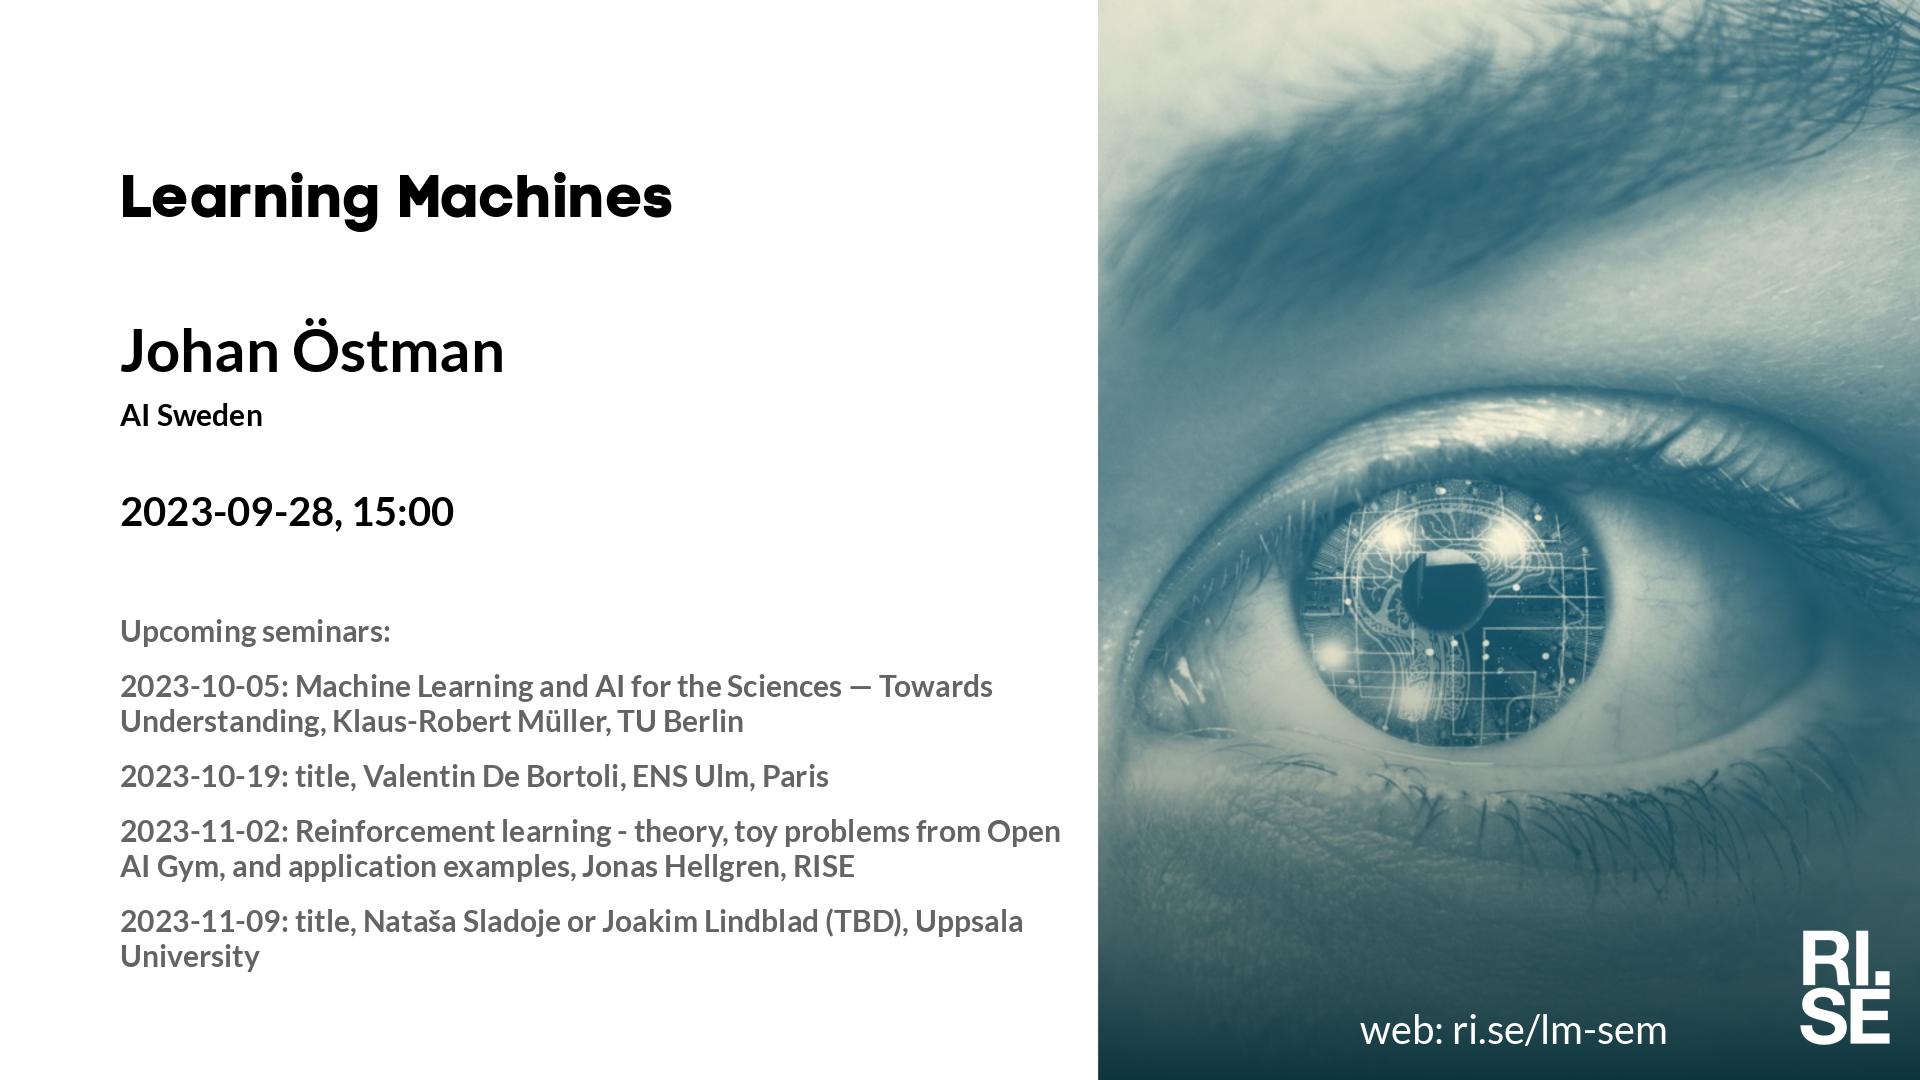 Learning Machines
Johan Östman
AI Sweden
2023-09-28, 15:00
Upcoming seminars:
2023-10-05: Machine Learning and AI for the Sciences — Towards
Understanding, Klaus-Robert Müller, TU Berlin
2023-10-19: title, Valentin De Bortoli, ENS Ulm, Paris
2023-11-02: Reinforcement learning - theory, toy problems from Open
AI Gym, and application examples, Jonas Hellgren, RISE
2023-11-09: title, Nataša Sladoje or Joakim Lindblad (TBD), Uppsala
University
web: ri.se/lm-sem
RI.
SE